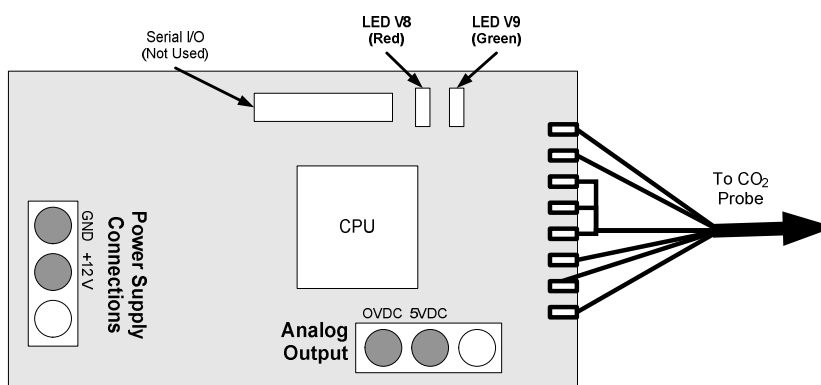 Serial I/O
(Not Used)
LED V8
(Red)
LED V9
(Green)
To CO₂
Probe
CPU
GND +12 V
Power Supply
Connections
OVDC 5VDC
Analog
Output